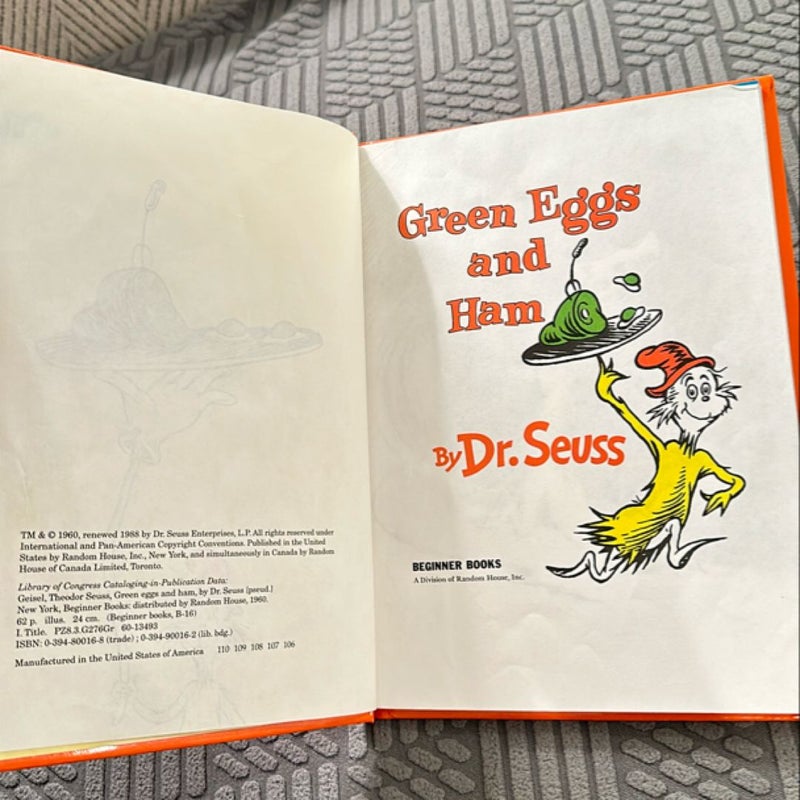 TM & © 1960, renewed 1988 by Dr. Seuss Enterprises, L.P. All rights reserved under
International and Pan-American Copyright Conventions. Published in the United
States by Random House, Inc., New York, and simultaneously in Canada by Random
House of Canada Limited, Toronto.
Library of Congress Cataloging-in-Publication Data:
Geisel, Theodor Seuss, Green eggs and ham, by Dr. Seuss [pseud.]
New York, Beginner Books: distributed by Random House, 1960.
62 p. illus. 24 cm. (Beginner books, B-16)
I. Title. PZ8.3.G276Gr 60-13493
ISBN: 0-394-80016-8 (trade) ; 0-394-90016-2 (lib. bdg.)
Manufactured in the United States of America 110 109 108 107 106
Green Eggs
and
Ham
By Dr. Seuss
BEGINNER BOOKS
A Division of Random House, Inc.